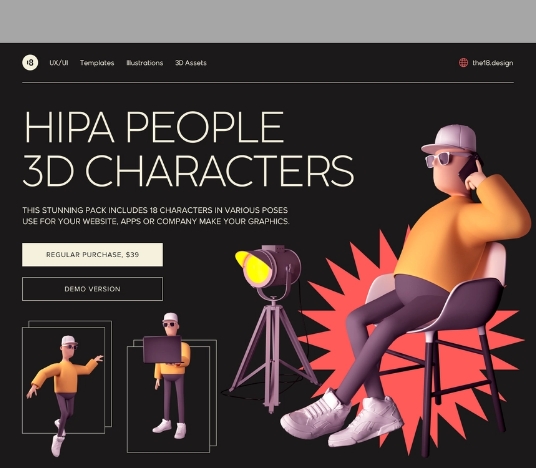 18
UX/UI Templates Illustrations 3D Assets
the18.design
HIPA PEOPLE
3D CHARACTERS
THIS STUNNING PACK INCLUDES 18 CHARACTERS IN VARIOUS POSES
USE FOR YOUR WEBSITE, APPS OR COMPANY MAKE YOUR GRAPHICS.
REGULAR PURCHASE, $39
DEMO VERSION